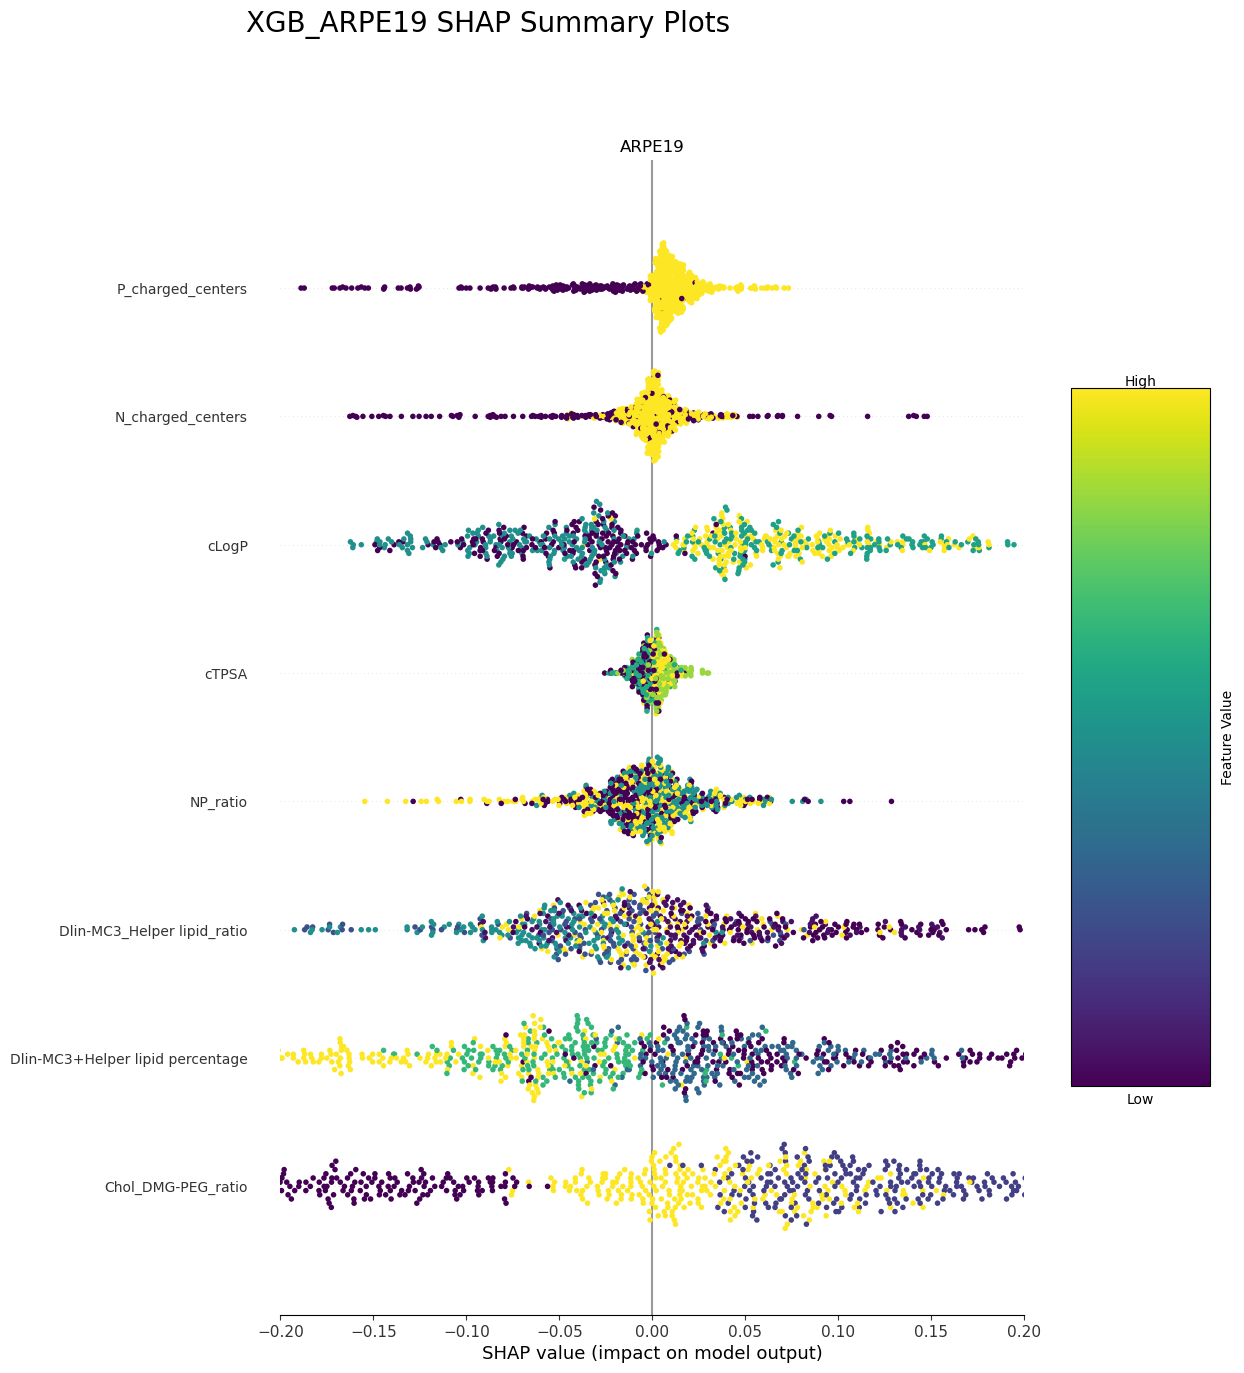 XGB_ARPE19 SHAP Summary Plots
ARPE19
P_charged_centers
N_charged_centers
cLogP
cTPSA
NP_ratio
Dlin-MC3_Helper lipid_ratio
Dlin-MC3+Helper lipid percentage
Chol_DMG-PEG_ratio
−0.20 −0.15 −0.10 −0.05 0.00 0.05 0.10 0.15 0.20
SHAP value (impact on model output)
High
Feature Value
Low